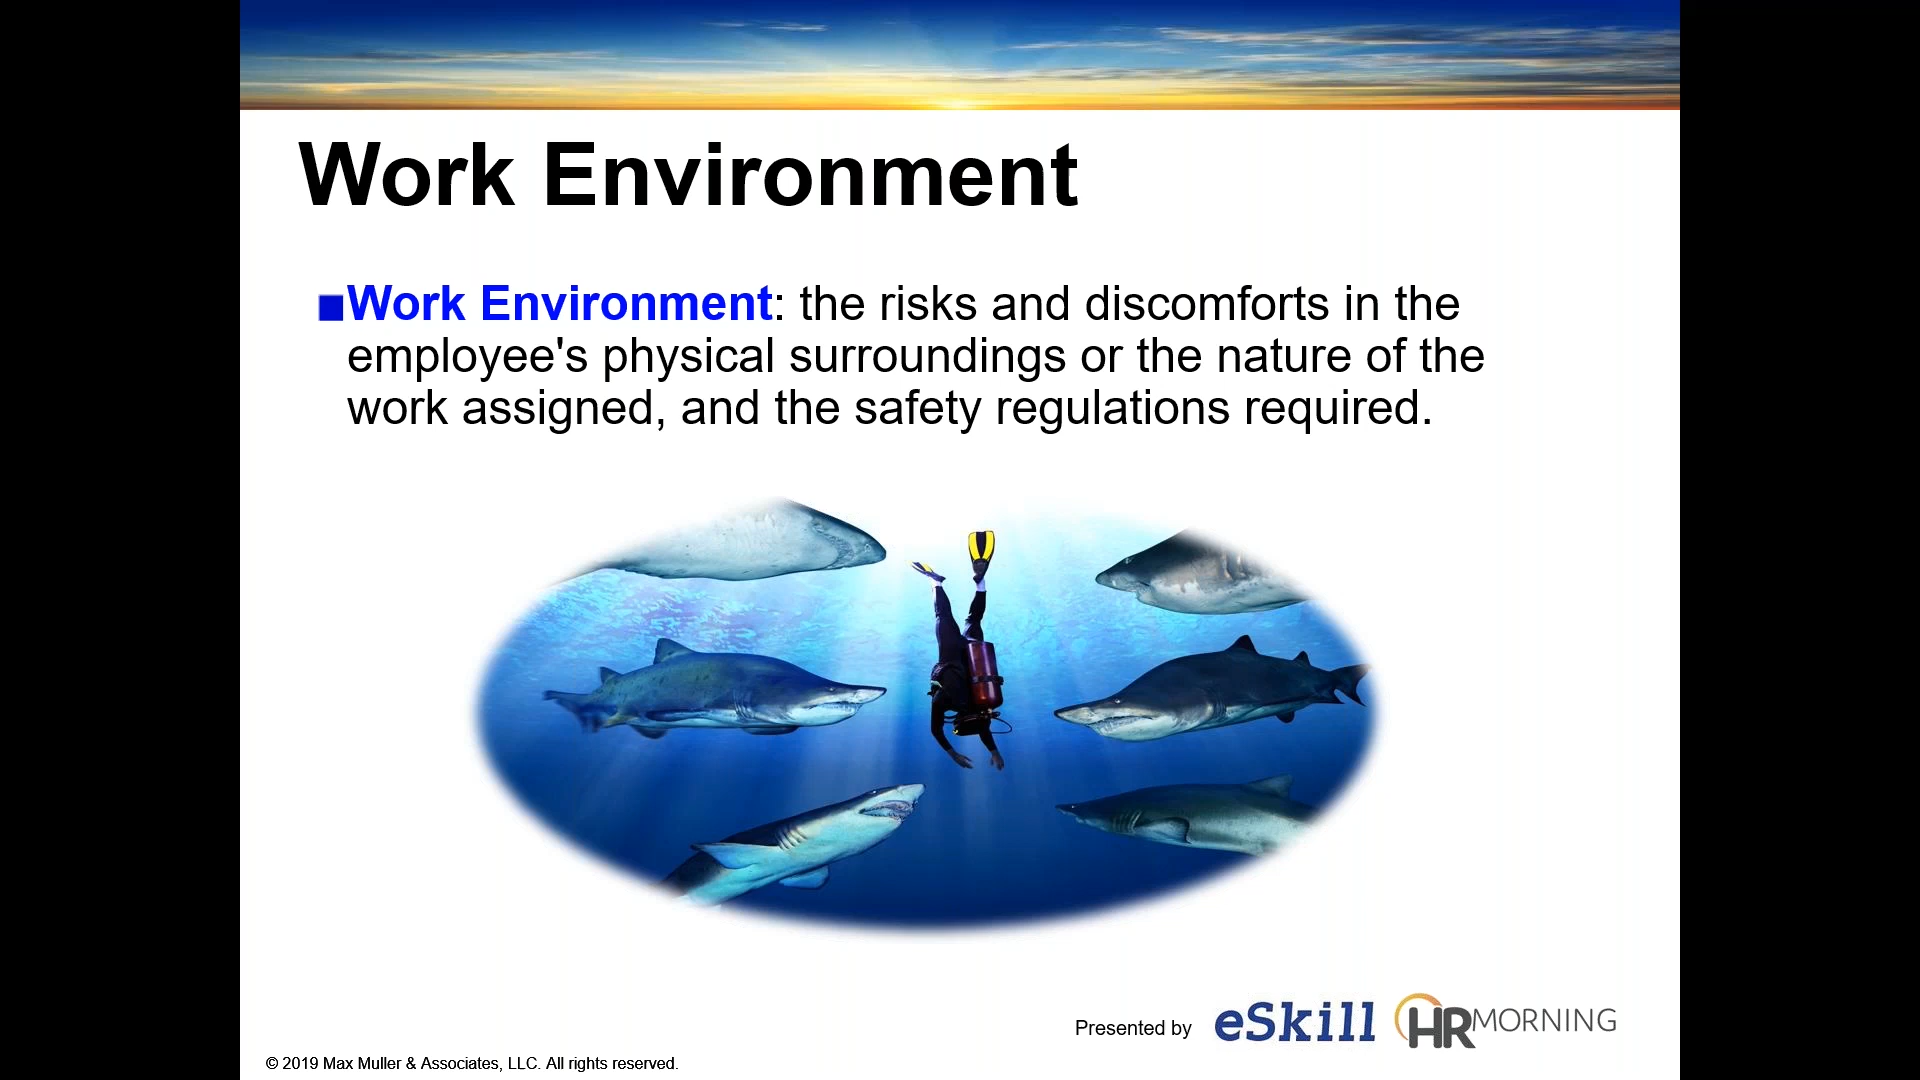 Work Environment
Work Environment: the risks and discomforts in the
employee's physical surroundings or the nature of the
work assigned, and the safety regulations required.
Presented by eSkill HRMORNING
© 2019 Max Muller & Associates, LLC. All rights reserved.